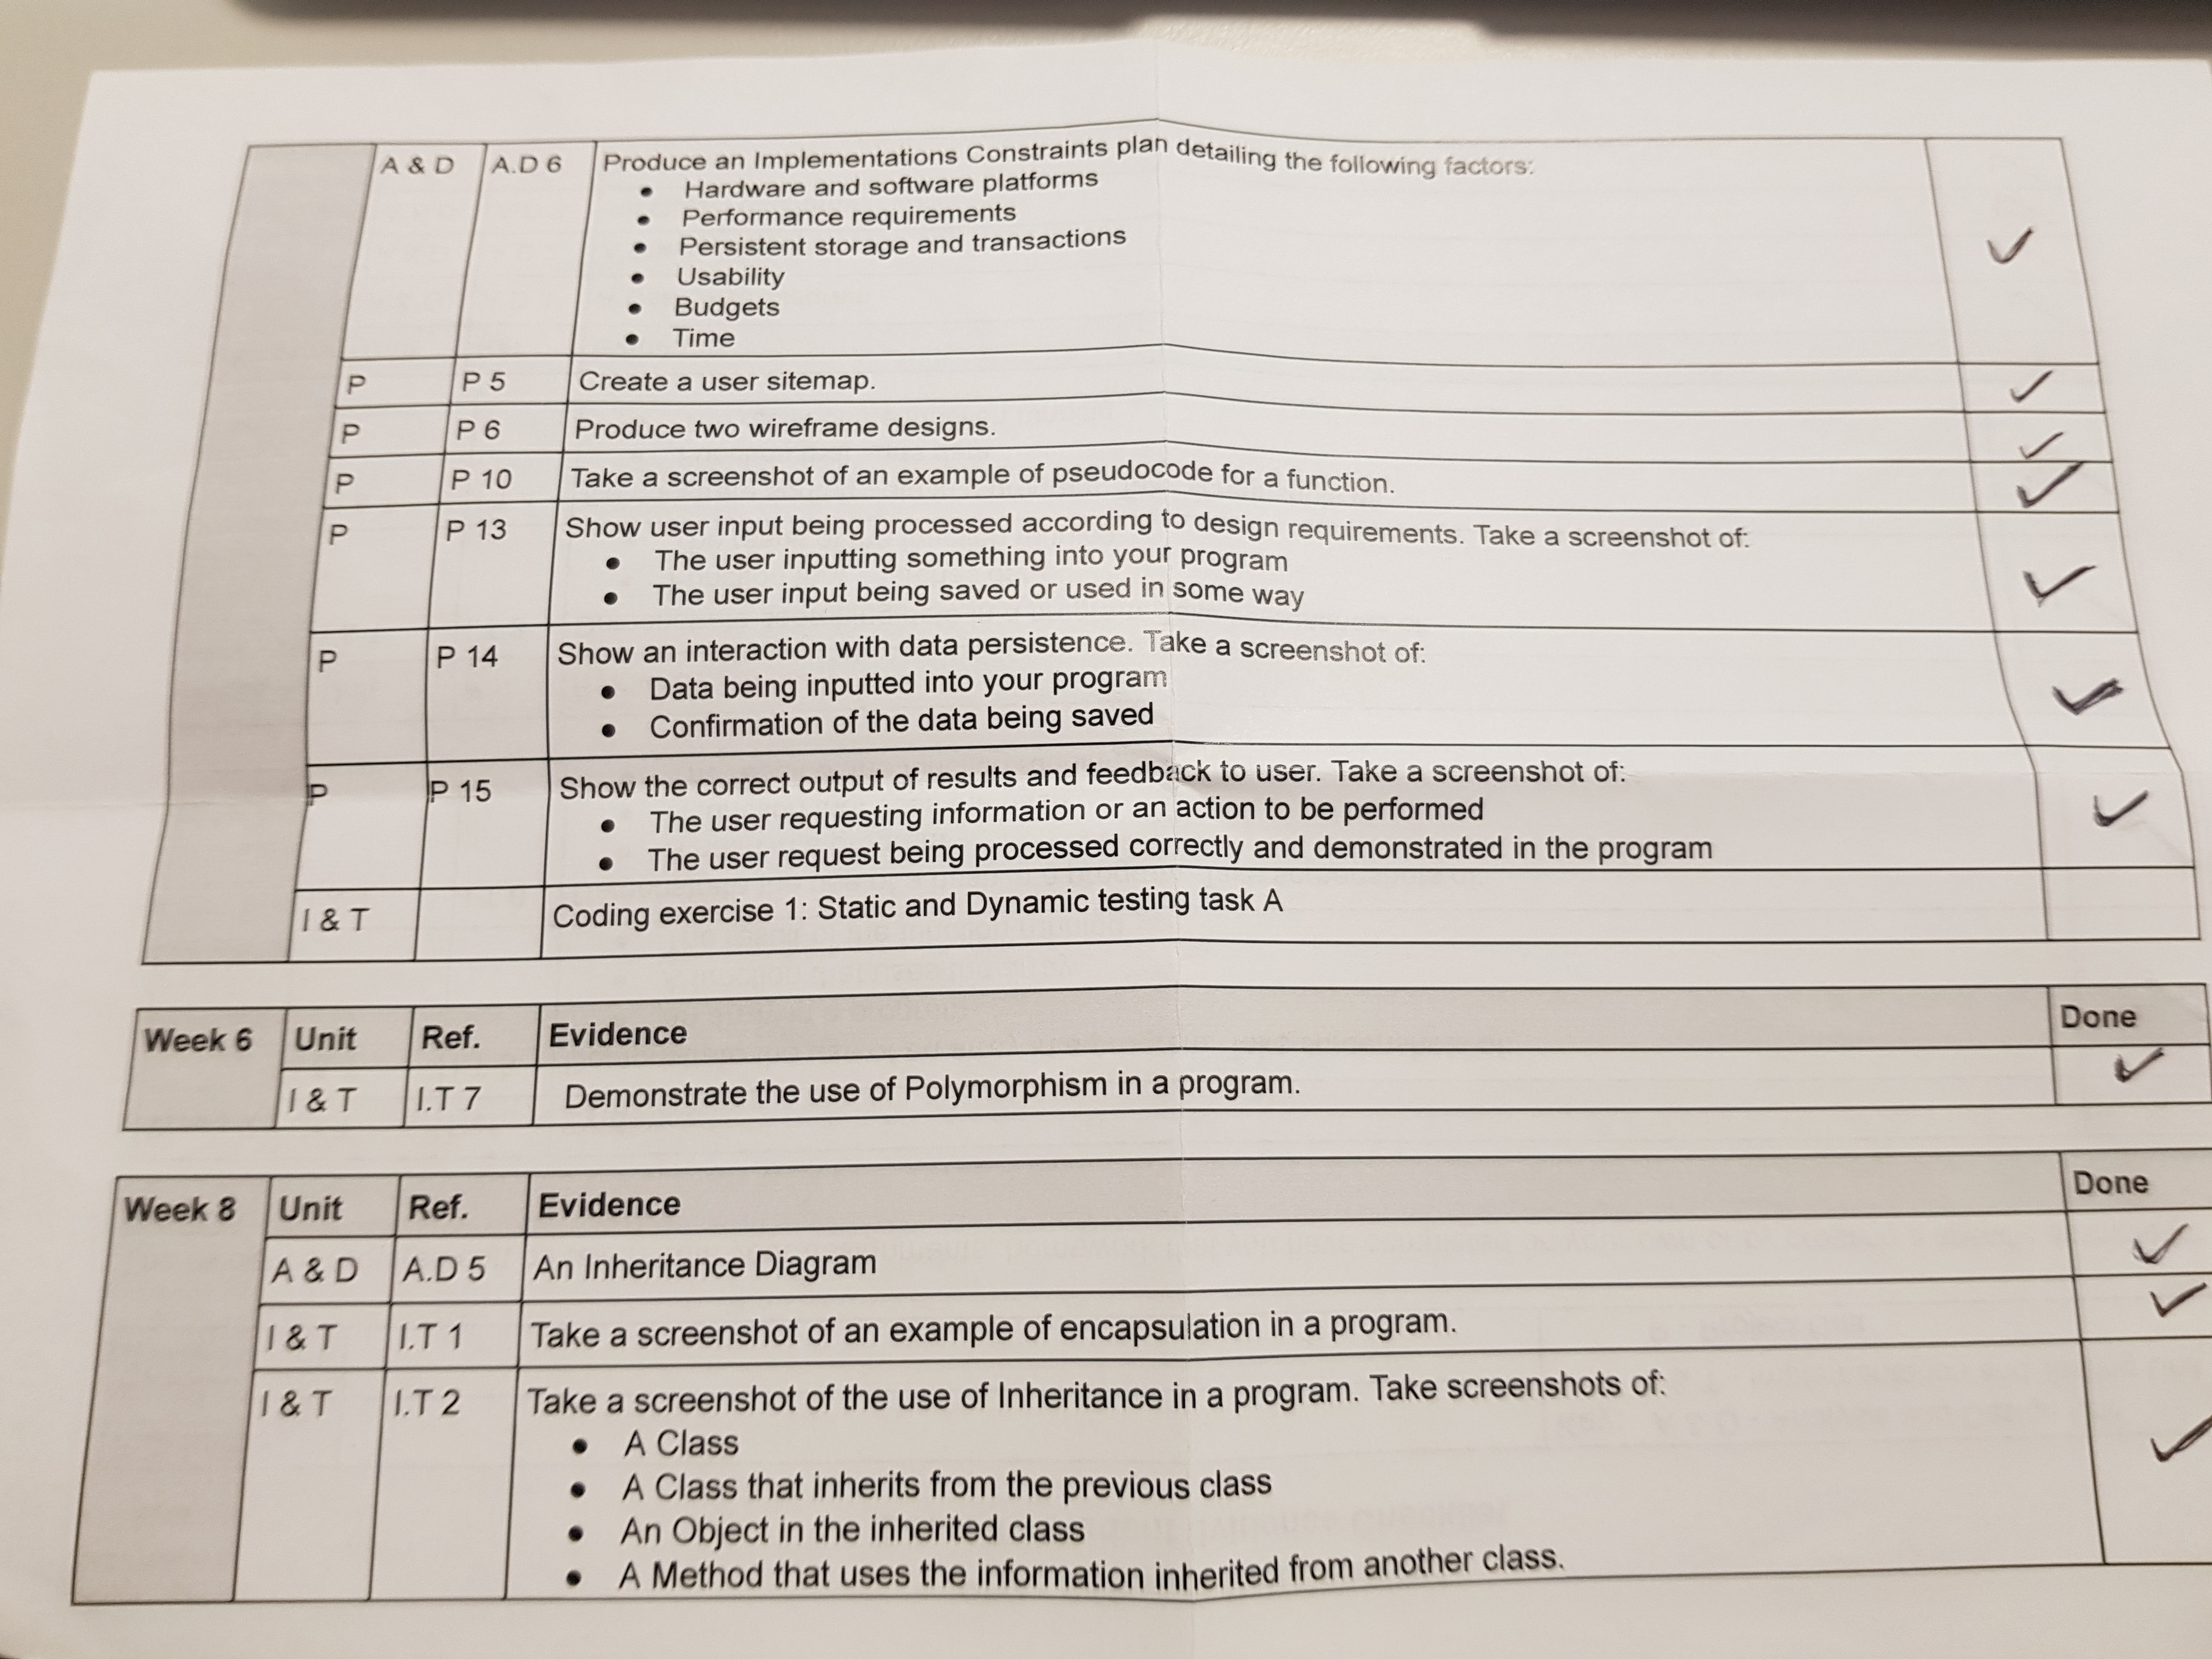 A & D A.D 6 Produce an Implementations Constraints plan detailing the following factors:
● Hardware and software platforms
● Performance requirements
● Persistent storage and transactions
● Usability
● Budgets
● Time
✓
P P 5 Create a user sitemap. ✓
P P 6 Produce two wireframe designs. ✓
P P 10 Take a screenshot of an example of pseudocode for a function. ✓
P P 13 Show user input being processed according to design requirements. Take a screenshot of:
● The user inputting something into your program
● The user input being saved or used in some way
✓
P P 14 Show an interaction with data persistence. Take a screenshot of:
● Data being inputted into your program
● Confirmation of the data being saved
✓
P P 15 Show the correct output of results and feedback to user. Take a screenshot of:
● The user requesting information or an action to be performed
● The user request being processed correctly and demonstrated in the program
✓
I & T Coding exercise 1: Static and Dynamic testing task A
Week 6 Unit Ref. Evidence Done
I & T I.T 7 Demonstrate the use of Polymorphism in a program. ✓
Week 8 Unit Ref. Evidence Done
A & D A.D 5 An Inheritance Diagram ✓
I & T I.T 1 Take a screenshot of an example of encapsulation in a program. ✓
I & T I.T 2 Take a screenshot of the use of Inheritance in a program. Take screenshots of:
● A Class
● A Class that inherits from the previous class
● An Object in the inherited class
● A Method that uses the information inherited from another class.
✓